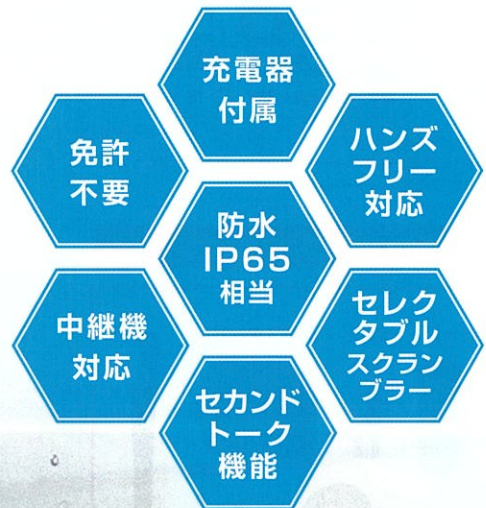 充電器
付属
免許
不要
ハンズ
フリー
対応
防水
IP65
相当
中継機
対応
セレク
タブル
スクラン
ブラー
セカンド
トーク
機能